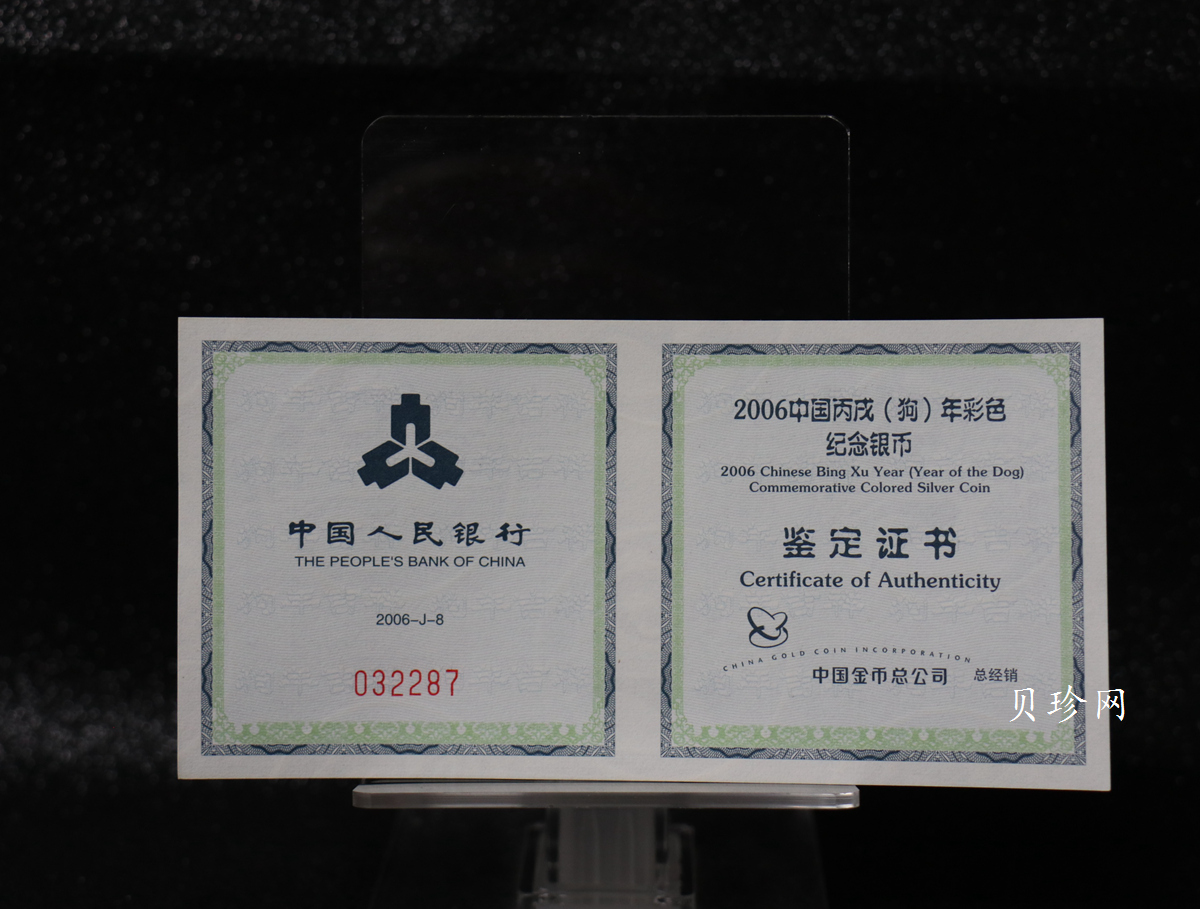 中国人民银行
THE PEOPLE'S BANK OF CHINA
2006-J-8
032287
2006中国丙戌（狗）年彩色
纪念银币
2006 Chinese Bing Xu Year (Year of the Dog)
Commemorative Colored Silver Coin
鉴定证书
Certificate of Authenticity
CHINA GOLD COIN INCORPORATION
中国金币总公司 总经销
贝珍网